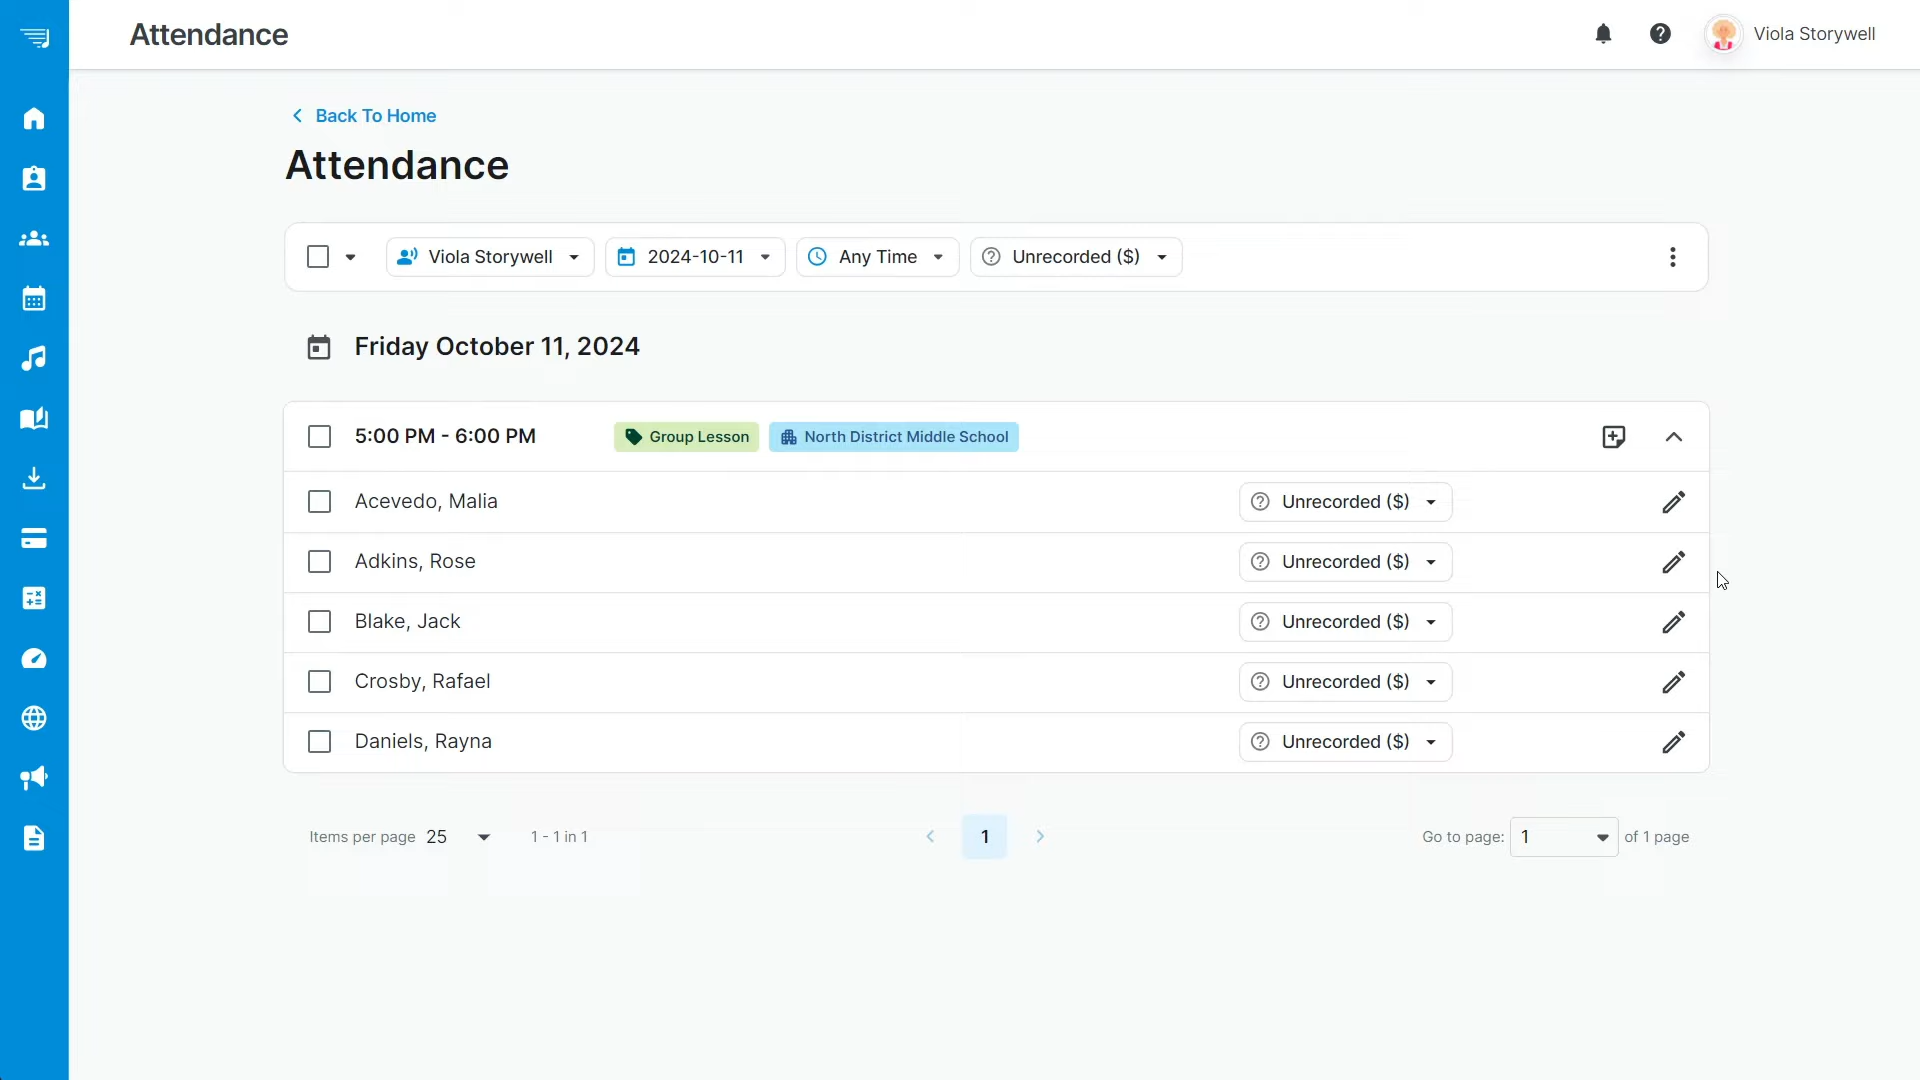 Attendance
Viola Storywell
Back To Home
Attendance
Viola Storywell 2024-10-11 Any Time Unrecorded ($)
Friday October 11, 2024
5:00 PM - 6:00 PM Group Lesson North District Middle School
Acevedo, Malia Unrecorded ($)
Adkins, Rose Unrecorded ($)
Blake, Jack Unrecorded ($)
Crosby, Rafael Unrecorded ($)
Daniels, Rayna Unrecorded ($)
Items per page 25 1 - 1 in 1 1 Go to page: 1 of 1 page